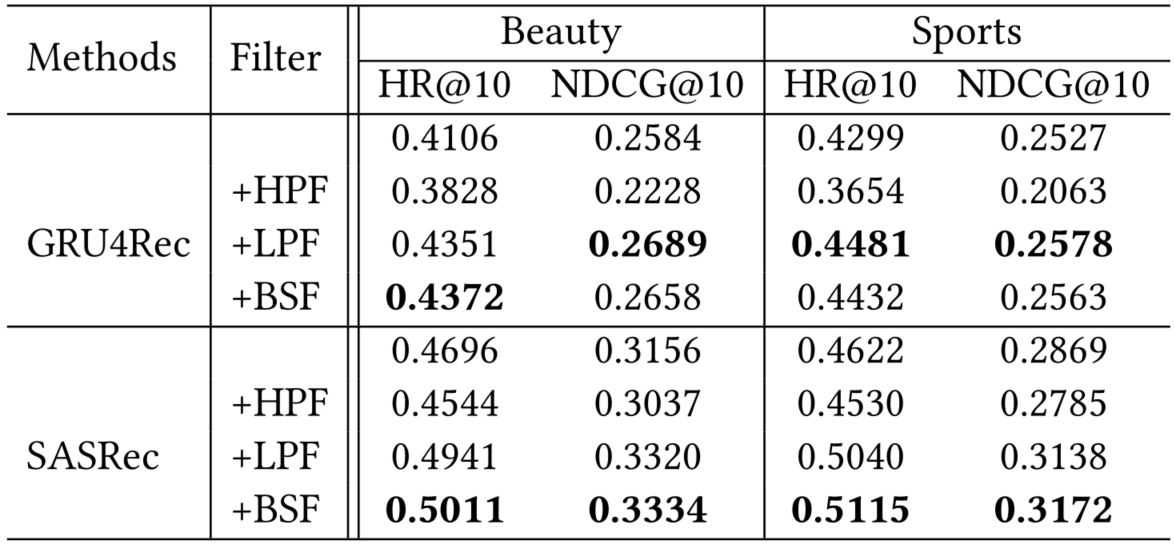 Methods Filter Beauty Sports
HR@10 NDCG@10 HR@10 NDCG@10
0.4106 0.2584 0.4299 0.2527
+HPF 0.3828 0.2228 0.3654 0.2063
GRU4Rec +LPF 0.4351 0.2689 0.4481 0.2578
+BSF 0.4372 0.2658 0.4432 0.2563
0.4696 0.3156 0.4622 0.2869
+HPF 0.4544 0.3037 0.4530 0.2785
SASRec +LPF 0.4941 0.3320 0.5040 0.3138
+BSF 0.5011 0.3334 0.5115 0.3172